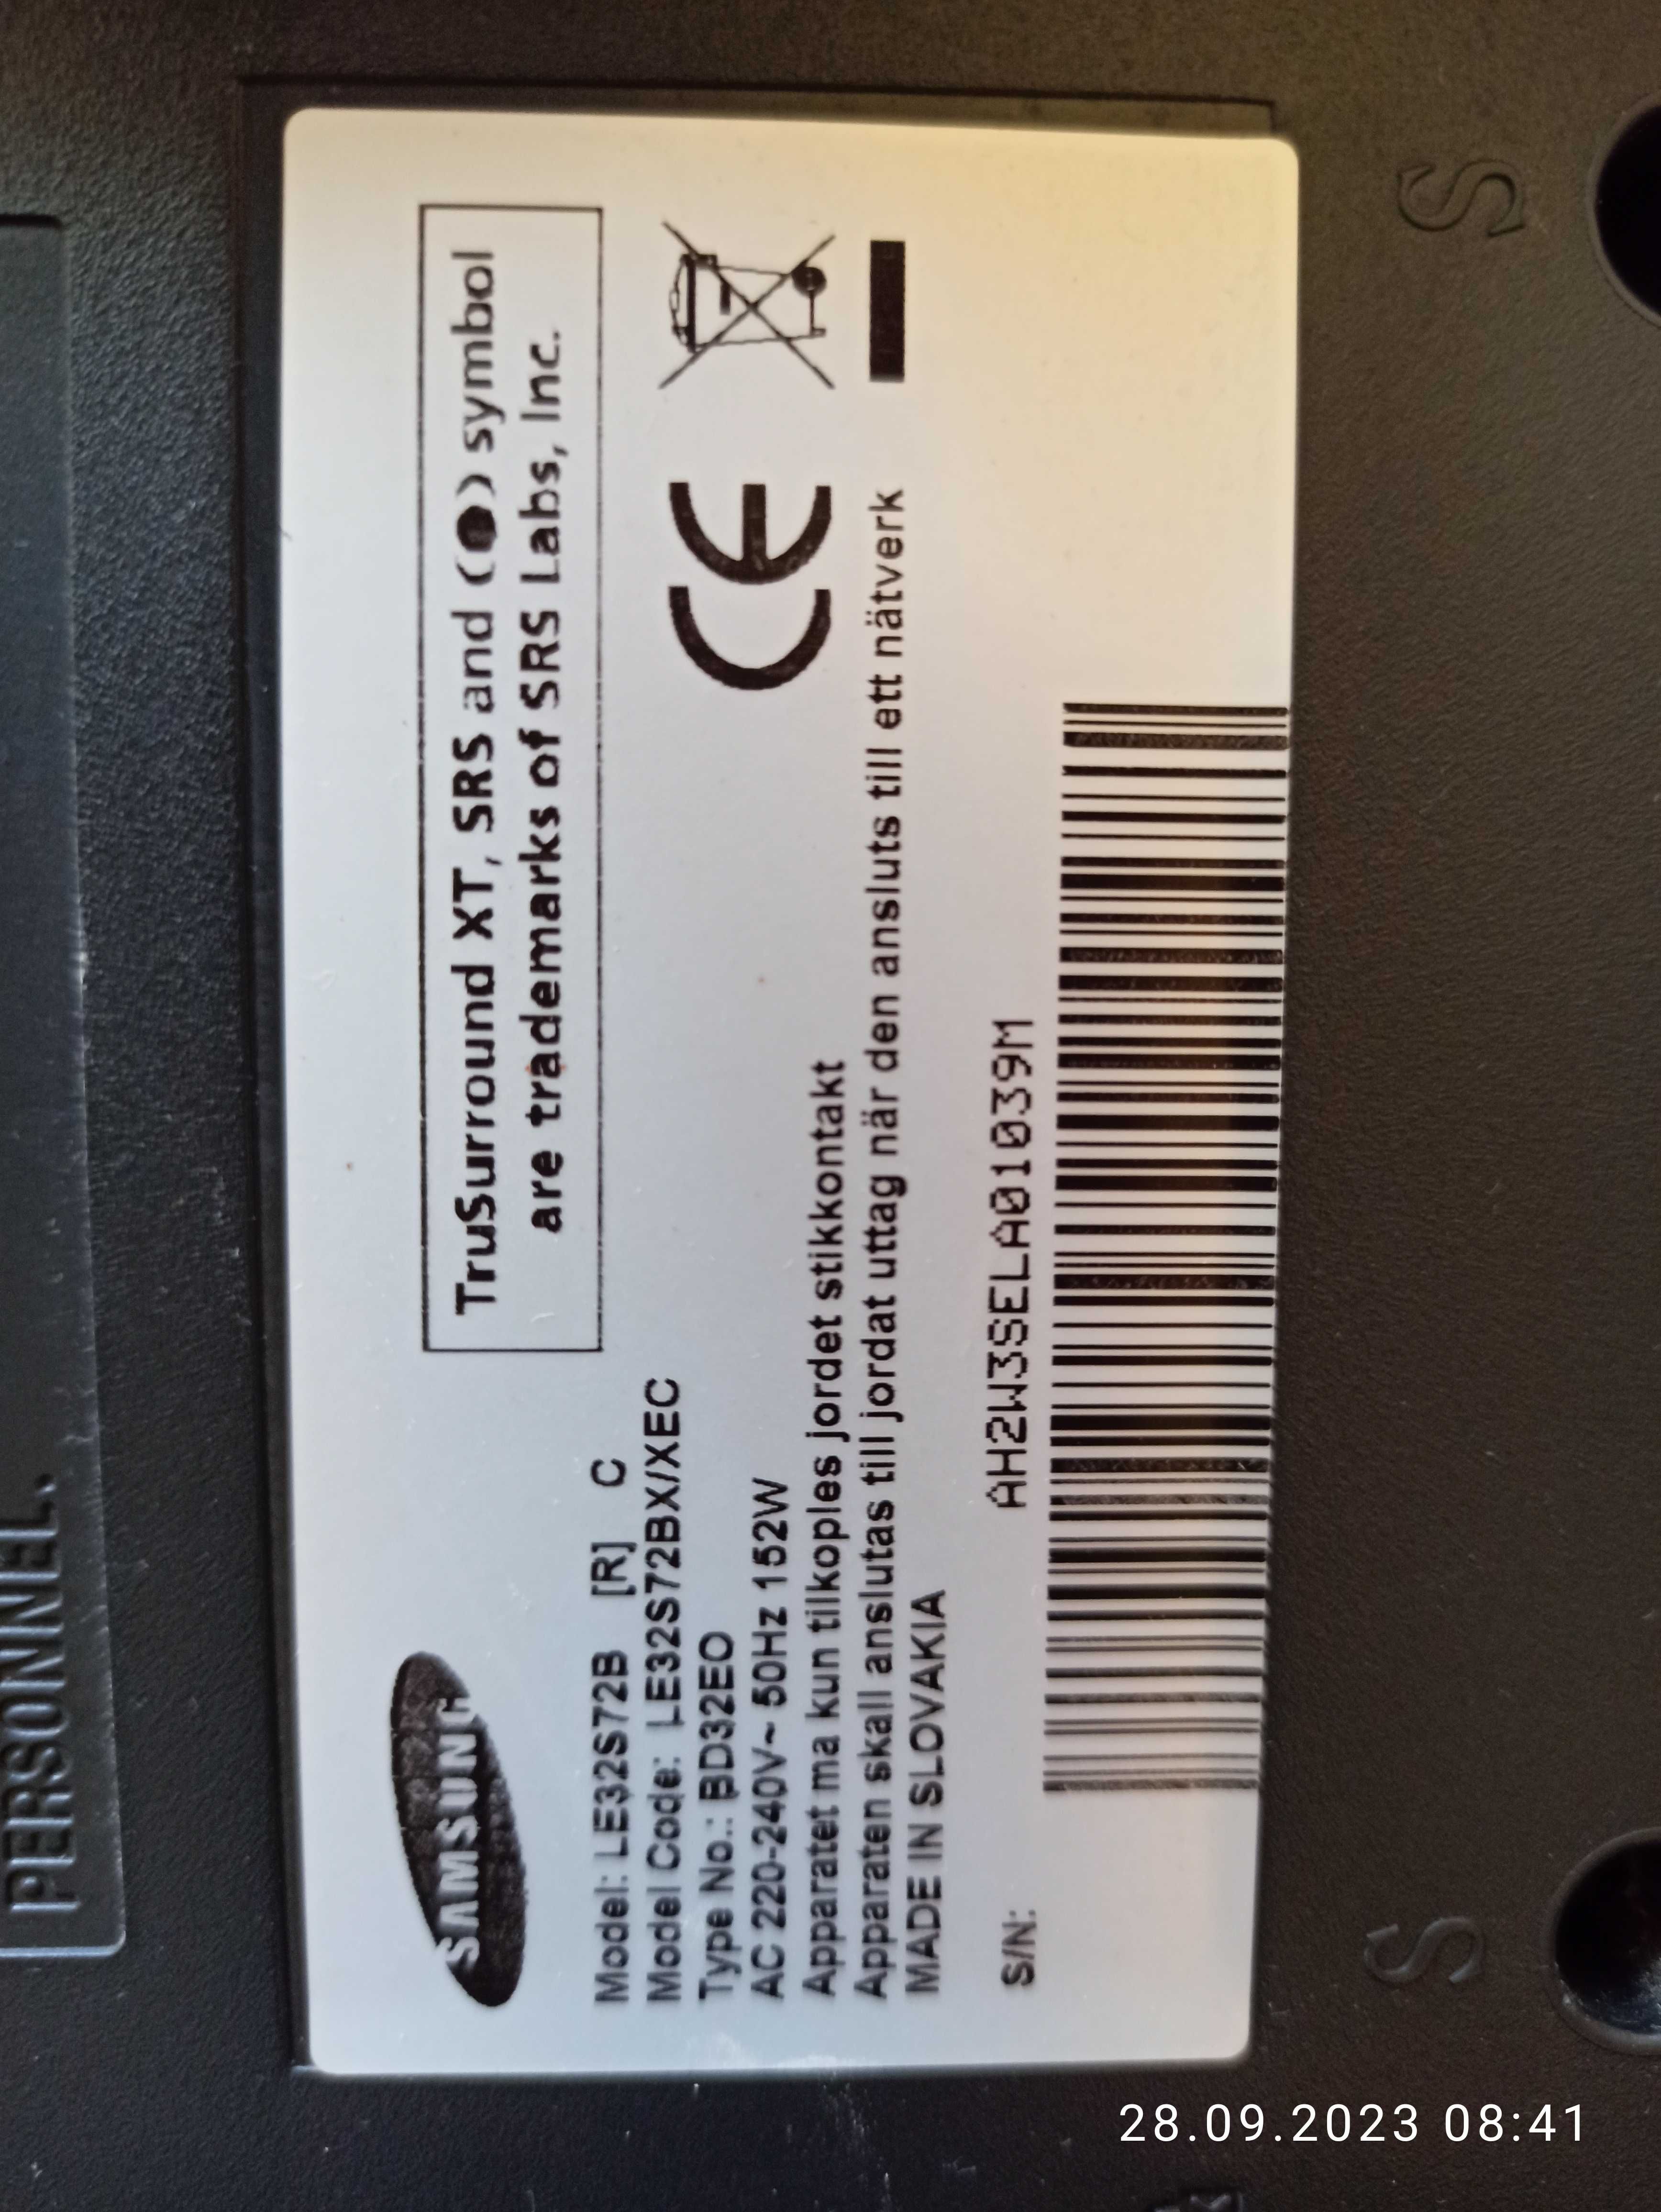 PERSONNEL.
SAMSUNG
TruSurround XT, SRS and (●) symbol
are trademarks of SRS Labs, Inc.
Model: LE32S72B [R] C
Model Code: LE32S72BX/XEC
Type No.: BD32EO
AC 220-240V~ 50Hz 152W
Apparatet ma kun tilkoples jordet stikkontakt
Apparaten skall anslutas till jordat uttag när den ansluts till ett nätverk
MADE IN SLOVAKIA
CE
S/N: AH2W3SELA01039M
S
S
28.09.2023 08:41